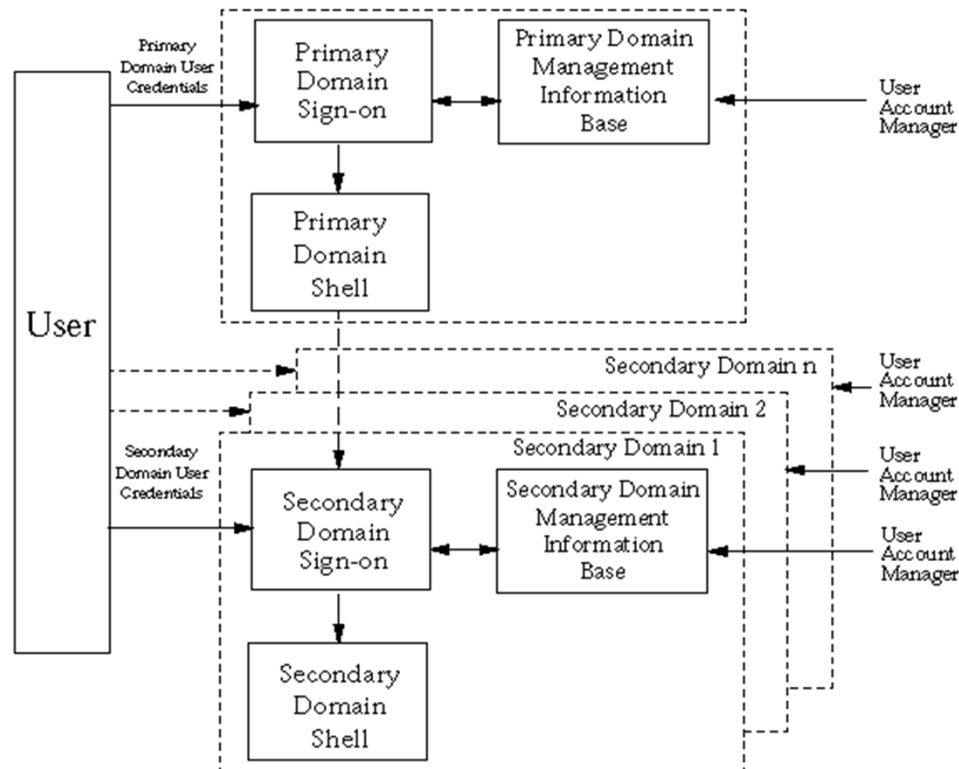 Primary
Domain User
Credentials
Primary
Domain
Sign-on
Primary Domain
Management
Information
Base
User
Account
Manager
Primary
Domain
Shell
User
Secondary Domain n
User
Account
Manager
Secondary Domain 2
Secondary Domain 1
User
Account
Manager
Secondary
Domain User
Credentials
Secondary
Domain
Sign-on
Secondary Domain
Management
Information
Base
User
Account
Manager
Secondary
Domain
Shell